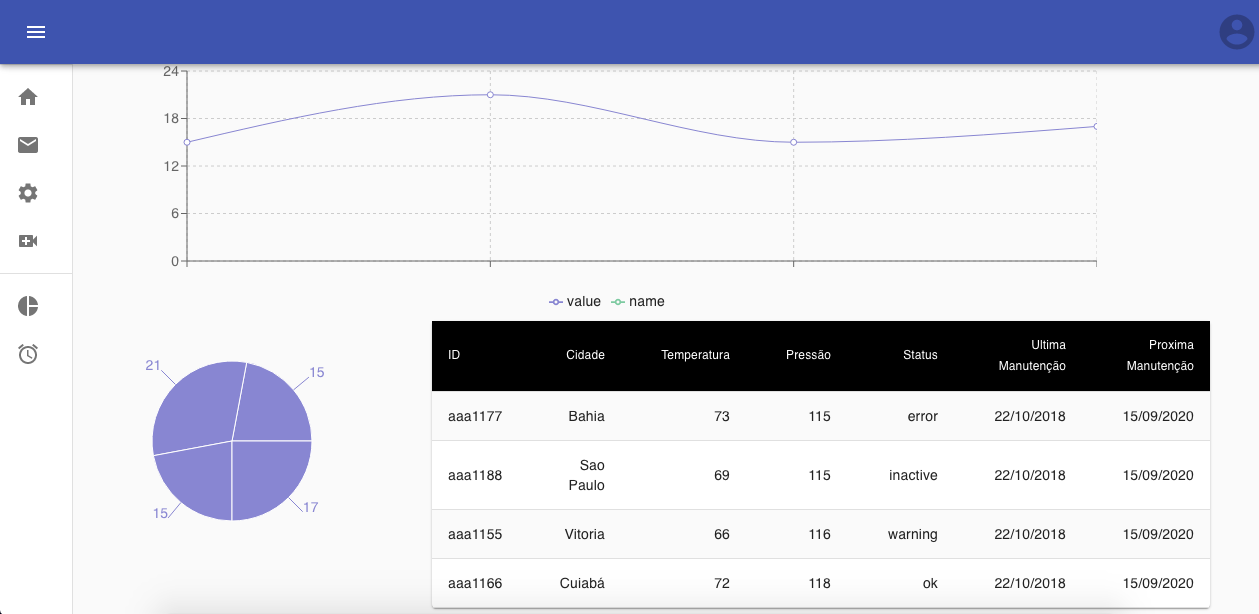 24
18
12
6
0
value name
21
15
15
17
ID Cidade Temperatura Pressão Status Ultima Manutenção Proxima Manutenção
aaa1177 Bahia 73 115 error 22/10/2018 15/09/2020
aaa1188 Sao Paulo 69 115 inactive 22/10/2018 15/09/2020
aaa1155 Vitoria 66 116 warning 22/10/2018 15/09/2020
aaa1166 Cuiabá 72 118 ok 22/10/2018 15/09/2020